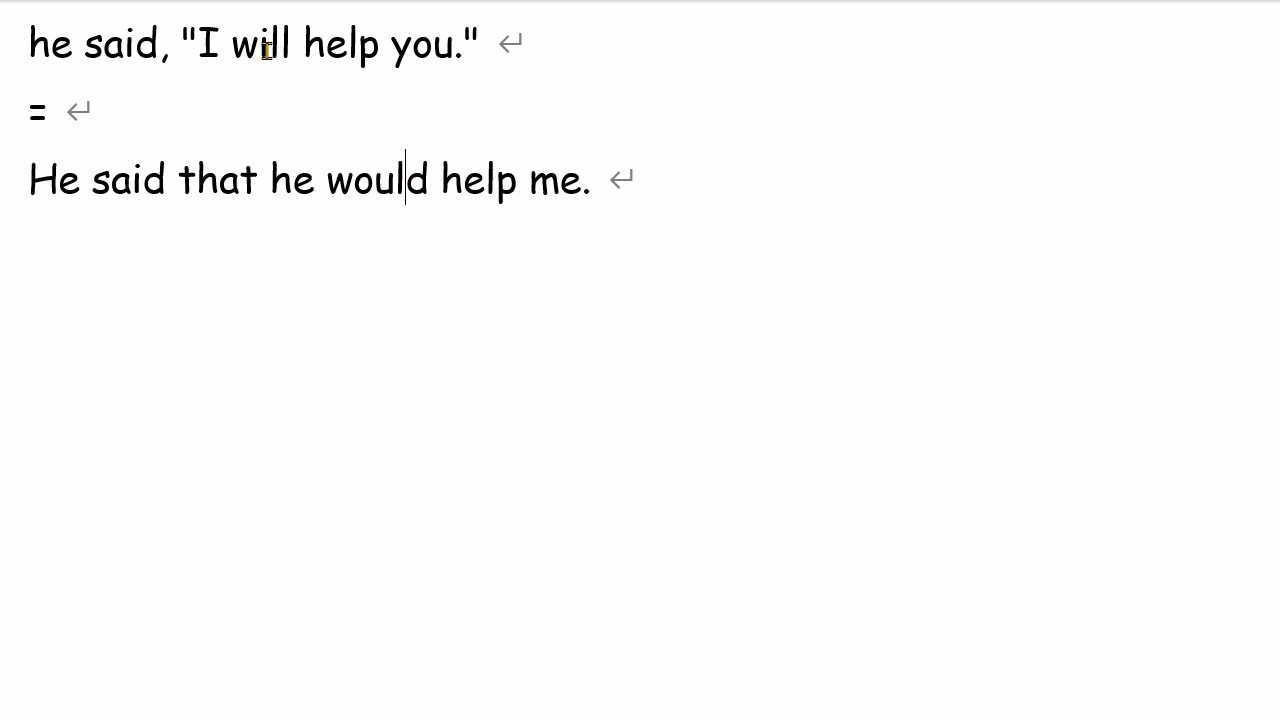 he said, "I will help you." ↵
= ↵
He said that he would help me. ↵